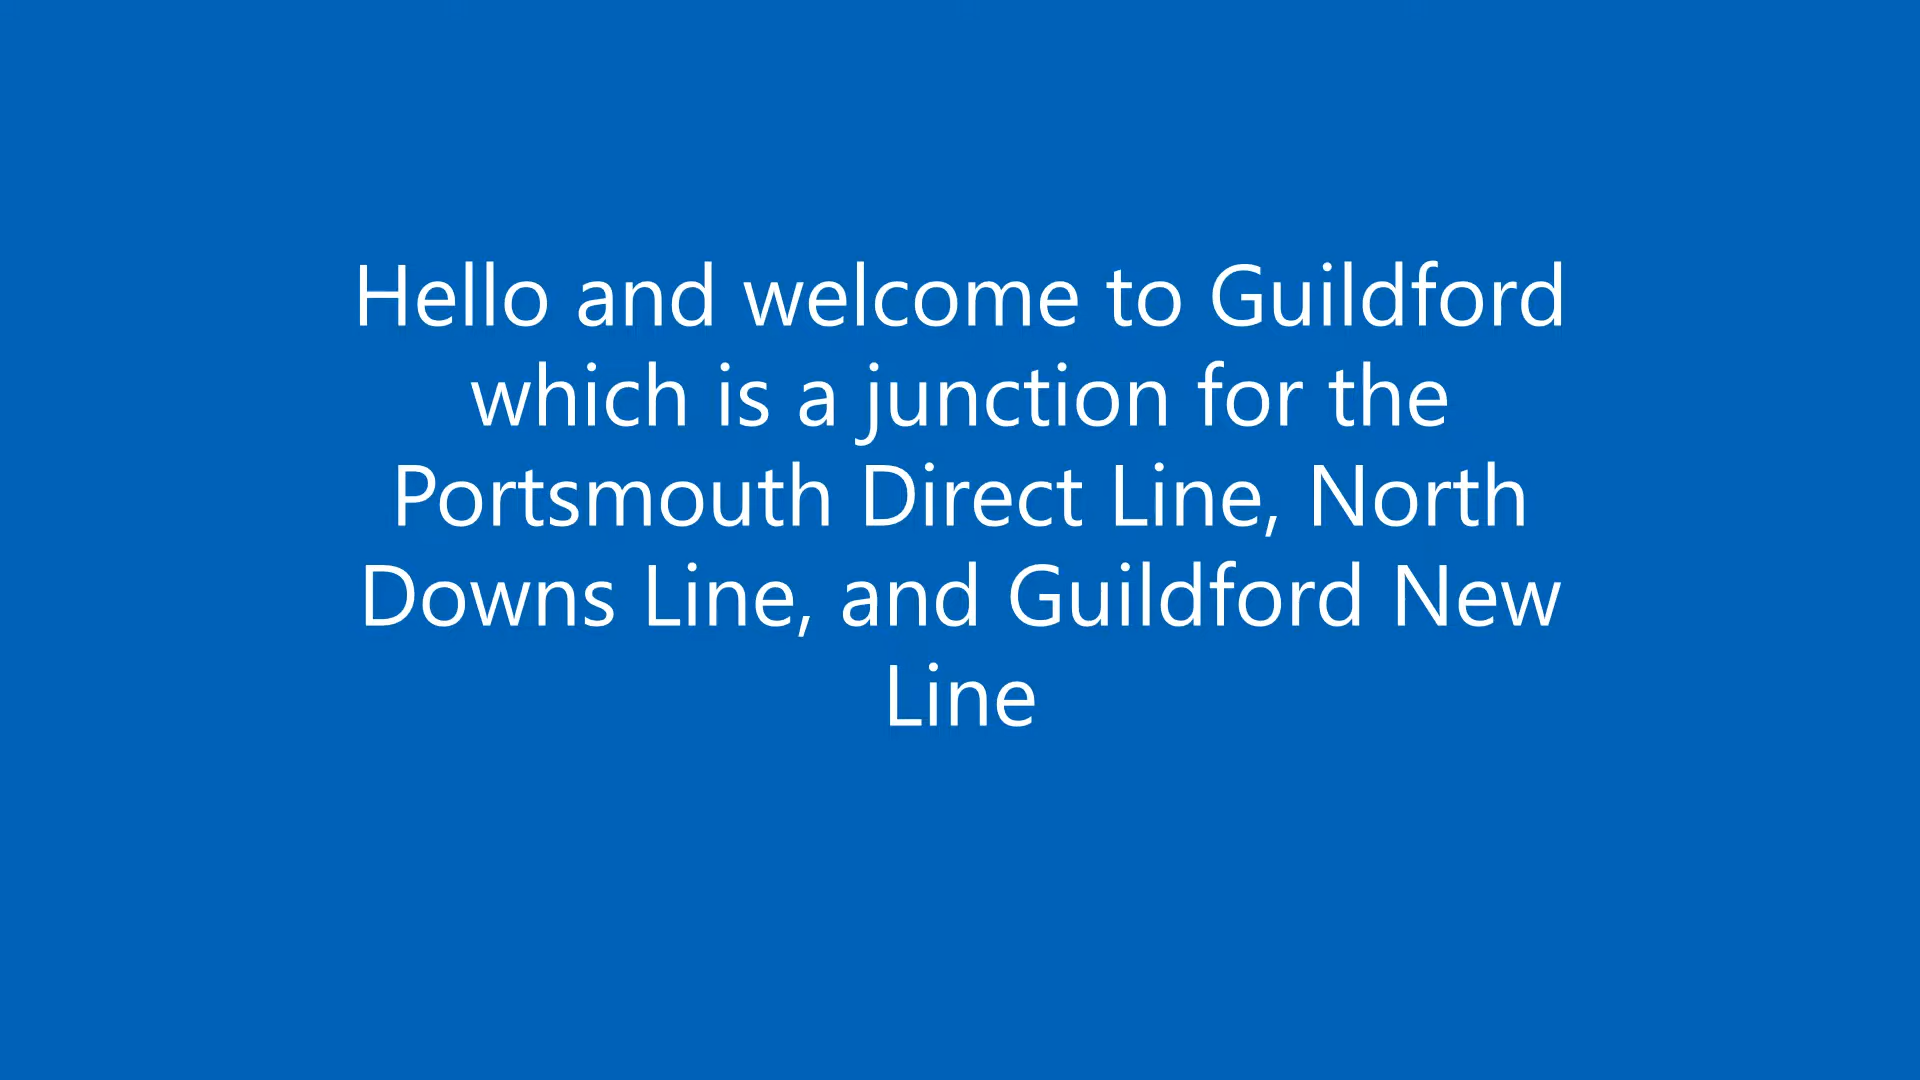 Hello and welcome to Guildford
which is a junction for the
Portsmouth Direct Line, North
Downs Line, and Guildford New
Line